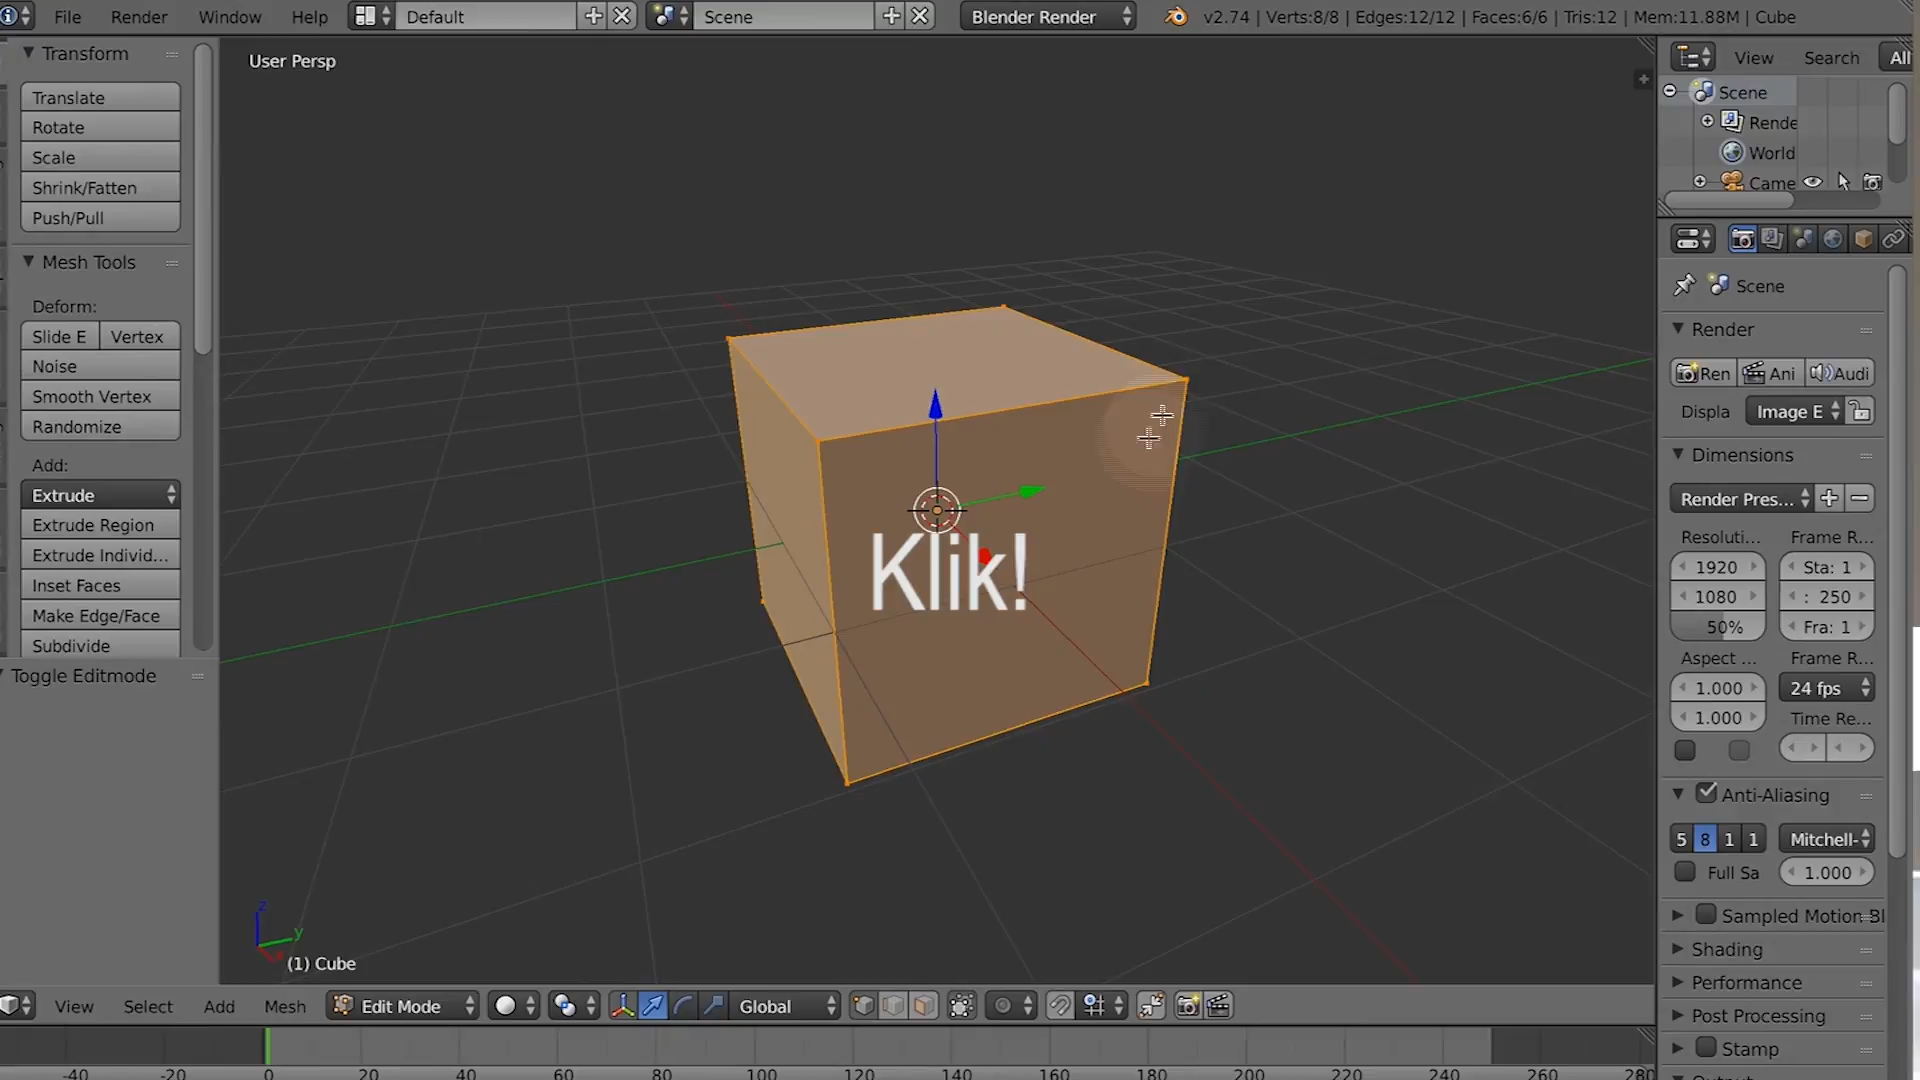 File Render Window Help Default Scene Blender Render v2.74 | Verts:8/8 | Edges:12/12 | Faces:6/6 | Tris:12 | Mem:11.88M | Cube
Transform
Translate
Rotate
Scale
Shrink/Fatten
Push/Pull
Mesh Tools
Deform:
Slide E Vertex
Noise
Smooth Vertex
Randomize
Add:
Extrude
Extrude Region
Extrude Individ...
Inset Faces
Make Edge/Face
Subdivide
Toggle Editmode
User Persp
Klik!
z
y
(1) Cube
View Search All
Scene
Rende
World
Came
Scene
Render
Ren Ani Audi
Displa Image E
Dimensions
Render Pres...
Resoluti... Frame R...
1920 Sta: 1
1080 : 250
50% Fra: 1
Aspect ... Frame R...
1.000 24 fps
1.000 Time Re...
Anti-Aliasing
5 8 1 1 Mitchell-
Full Sa 1.000
Sampled Motion Bl
Shading
Performance
Post Processing
Stamp
View Select Add Mesh Edit Mode Global
-40 -20 0 20 40 60 80 100 120 140 160 180 200 220 240 260 280